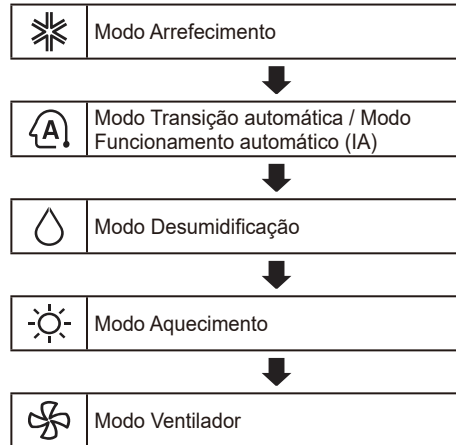 Modo Arrefecimento
A
Modo Transição automática / Modo
Funcionamento automático (IA)
Modo Desumidificação
Modo Aquecimento
Modo Ventilador